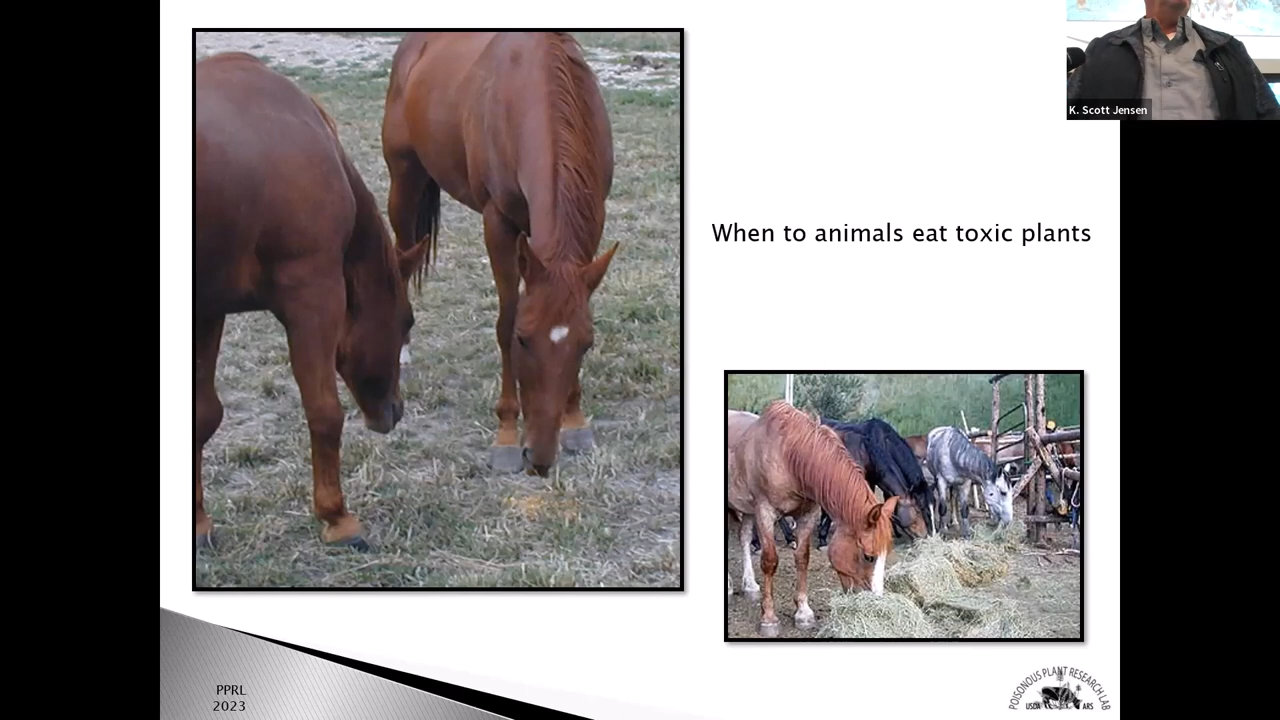 K. Scott Jensen
When to animals eat toxic plants
PPRL
2023
POISONOUS PLANT RESEARCH LAB
USDA ARS